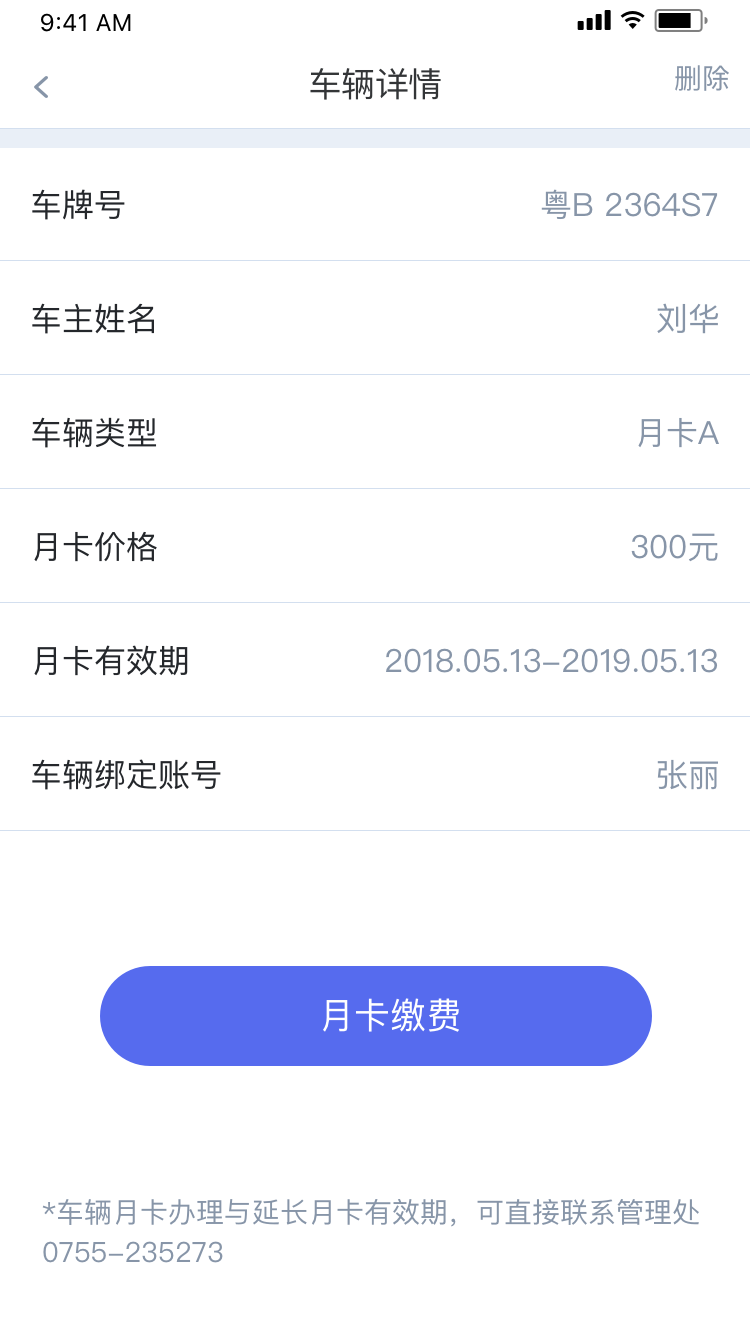 9:41 AM
车辆详情
删除
车牌号
粤B 2364S7
车主姓名
刘华
车辆类型
月卡A
月卡价格
300元
月卡有效期
2018.05.13–2019.05.13
车辆绑定账号
张丽
月卡缴费
*车辆月卡办理与延长月卡有效期，可直接联系管理处
0755–235273